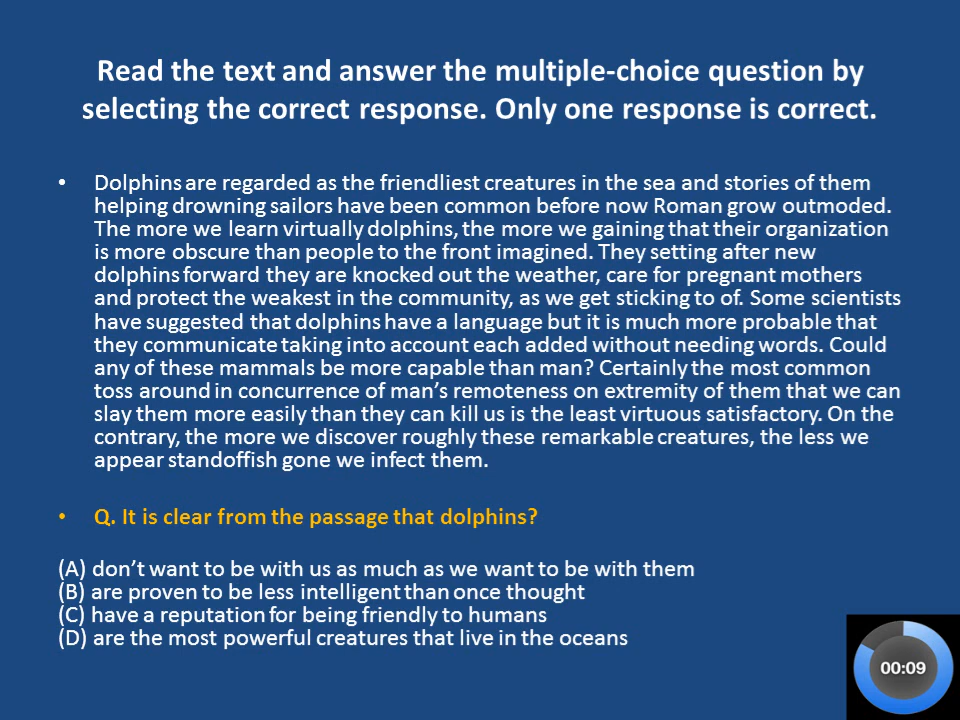 Read the text and answer the multiple-choice question by
selecting the correct response. Only one response is correct.
• Dolphins are regarded as the friendliest creatures in the sea and stories of them
helping drowning sailors have been common before now Roman grow outmoded.
The more we learn virtually dolphins, the more we gaining that their organization
is more obscure than people to the front imagined. They setting after new
dolphins forward they are knocked out the weather, care for pregnant mothers
and protect the weakest in the community, as we get sticking to of. Some scientists
have suggested that dolphins have a language but it is much more probable that
they communicate taking into account each added without needing words. Could
any of these mammals be more capable than man? Certainly the most common
toss around in concurrence of man’s remoteness on extremity of them that we can
slay them more easily than they can kill us is the least virtuous satisfactory. On the
contrary, the more we discover roughly these remarkable creatures, the less we
appear standoffish gone we infect them.
• Q. It is clear from the passage that dolphins?
(A) don’t want to be with us as much as we want to be with them
(B) are proven to be less intelligent than once thought
(C) have a reputation for being friendly to humans
(D) are the most powerful creatures that live in the oceans
00:09